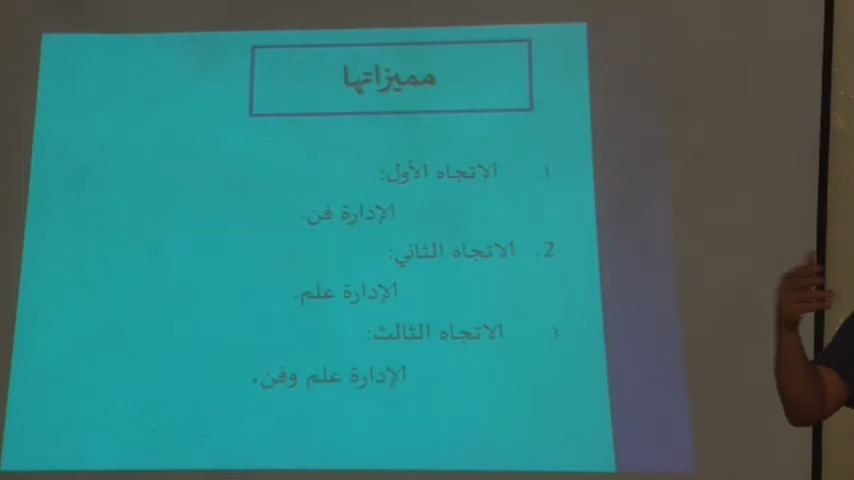 مميزاتها
1. الاتجاه الأول:
الإدارة فن.
2. الاتجاه الثاني:
الإدارة علم.
3 الاتجاه الثالث:
الإدارة علم وفن.